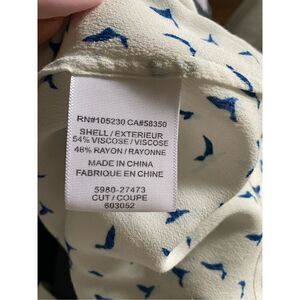 RN#105230 CA#58350
SHELL / EXTERIEUR
54% VISCOSE / VISCOSE
46% RAYON / RAYONNE
MADE IN CHINA
FABRIQUE EN CHINE
5980-27473
CUT / COUPE
603052